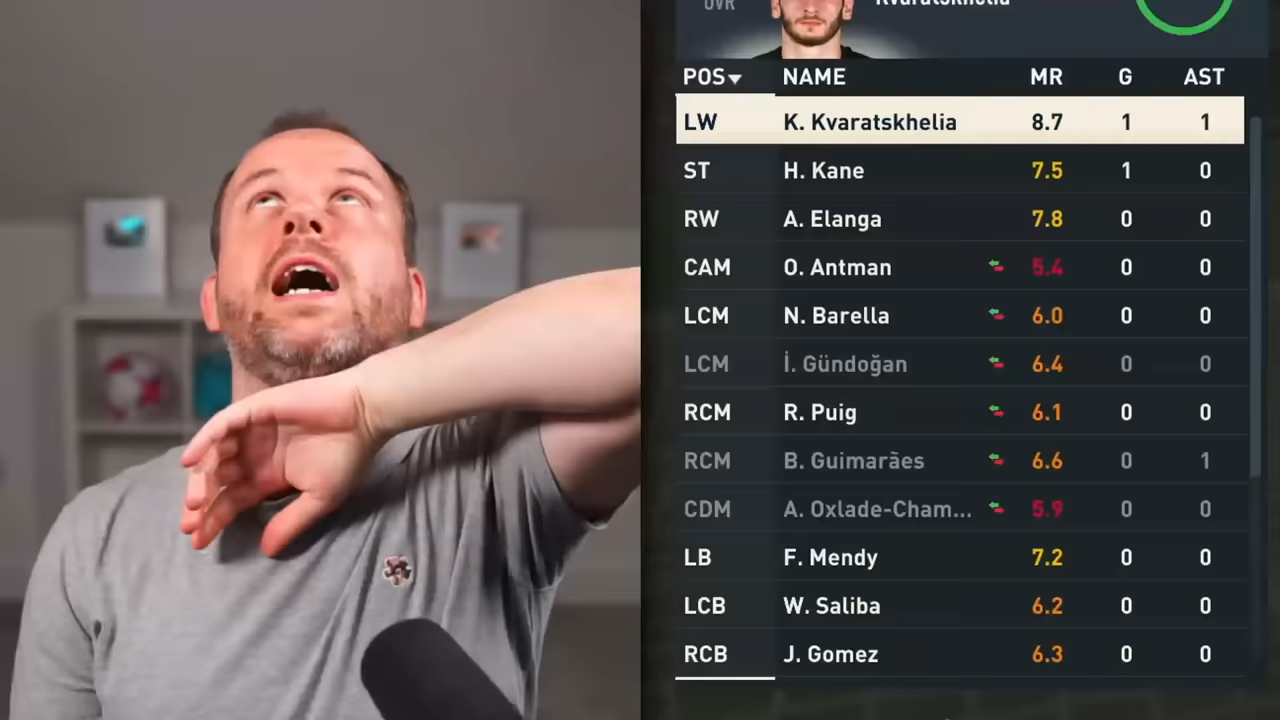 OVR Kvaratskhelia
POS NAME MR G AST
LW K. Kvaratskhelia 8.7 1 1
ST H. Kane 7.5 1 0
RW A. Elanga 7.8 0 0
CAM O. Antman 5.4 0 0
LCM N. Barella 6.0 0 0
LCM İ. Gündoğan 6.4 0 0
RCM R. Puig 6.1 0 0
RCM B. Guimarães 6.6 0 1
CDM A. Oxlade-Cham... 5.9 0 0
LB F. Mendy 7.2 0 0
LCB W. Saliba 6.2 0 0
RCB J. Gomez 6.3 0 0